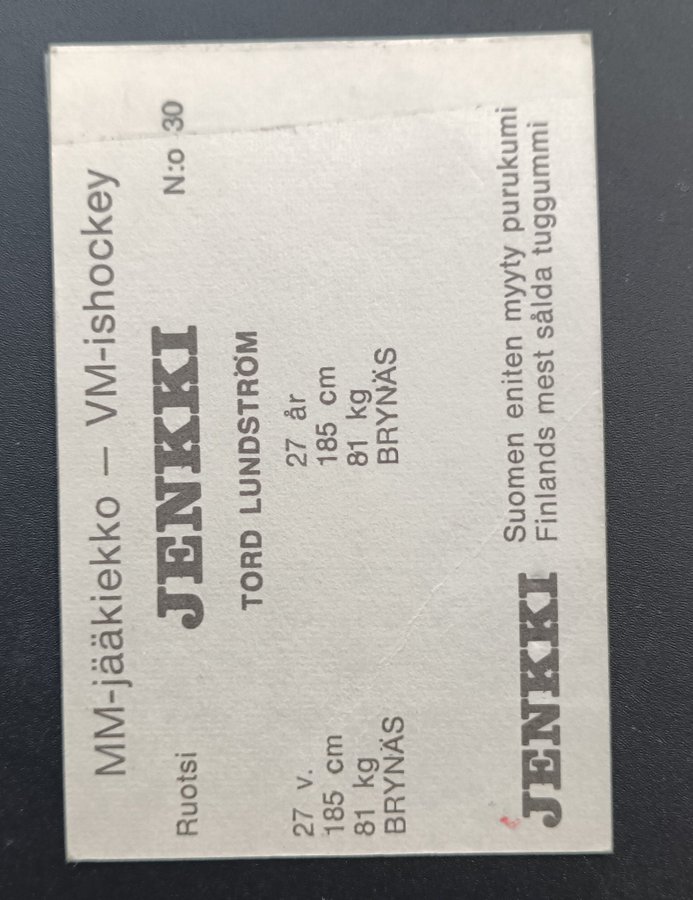 MM-jääkiekko — VM-ishockey
Ruotsi JENKKI N:o 30
TORD LUNDSTRÖM
27 v. 27 år
185 cm 185 cm
81 kg 81 kg
BRYNÄS BRYNÄS
JENKKI Suomen eniten myyty purukumi
Finlands mest sålda tuggummi